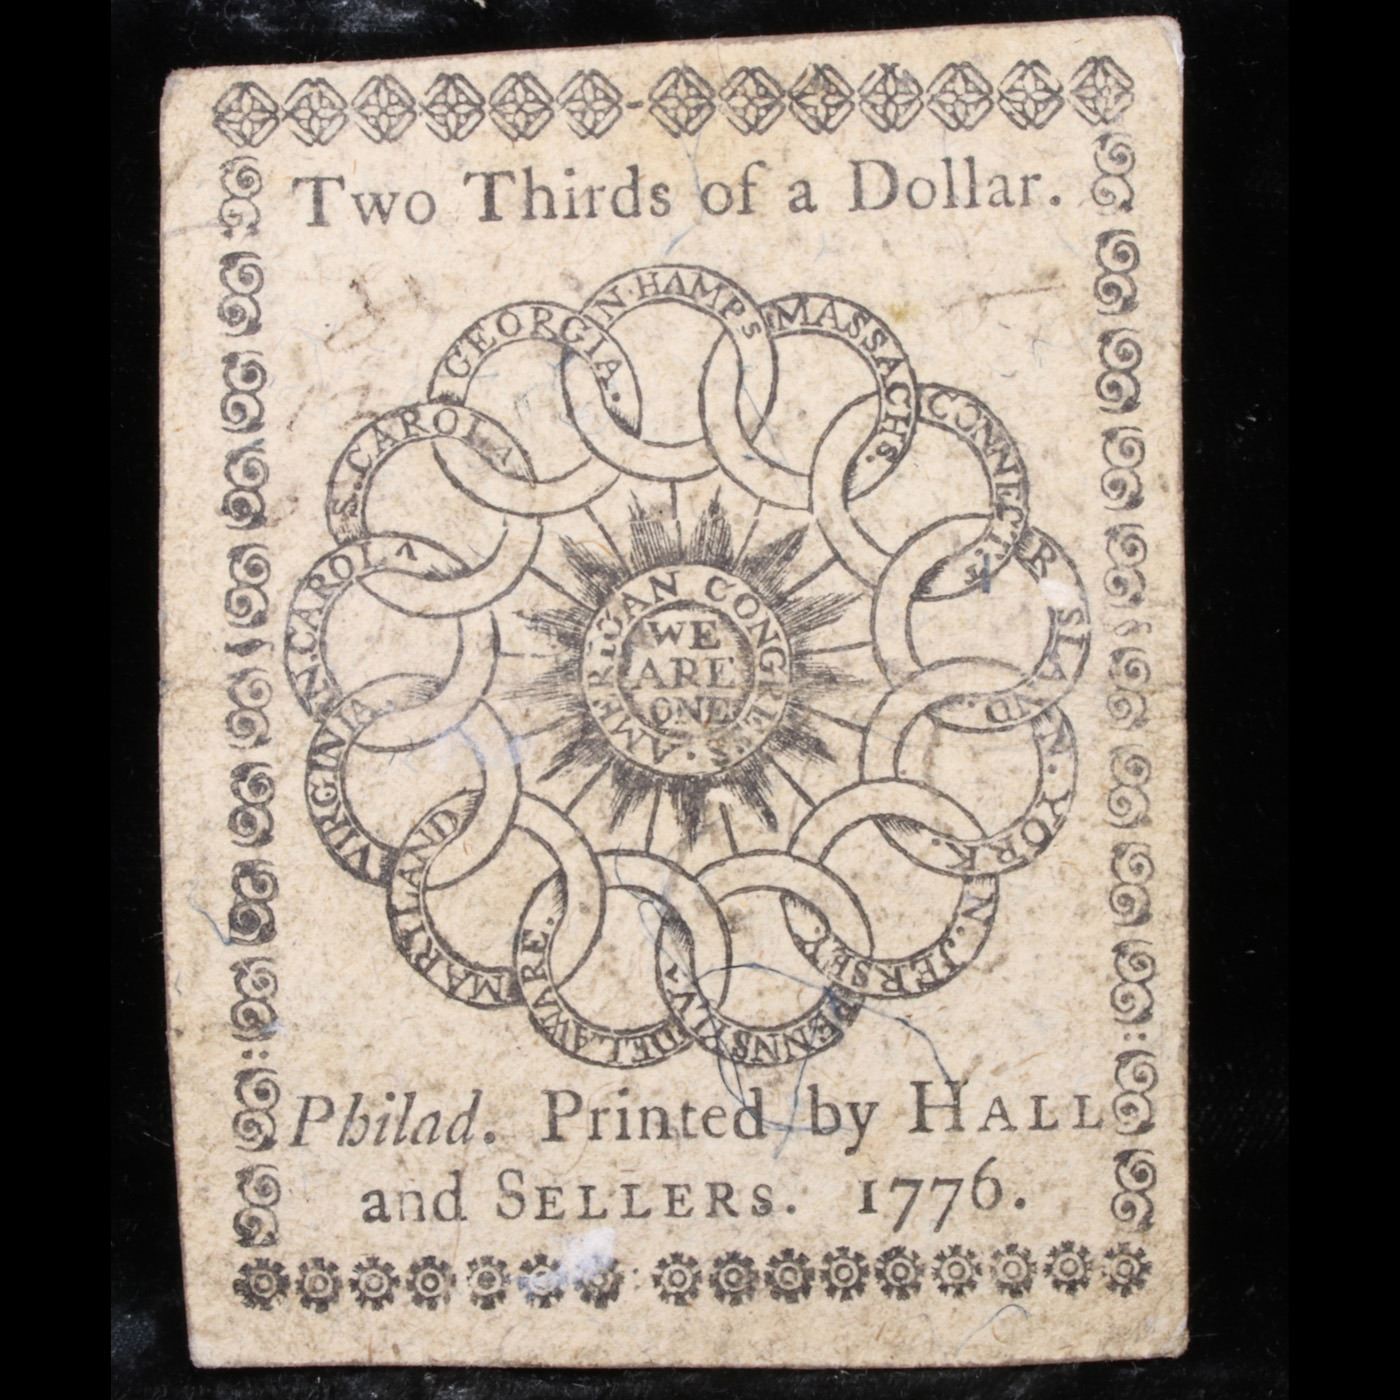 Two Thirds of a Dollar.
N. HAMPS
MASSACHS.
CONNECTT.
R. ISLAND.
N. YORK.
N. JERSEY.
PENNSYLV.
DELAWARE.
MARYLAND
VIRGINIA.
N. CAROLA
S. CAROLA
GEORGIA.
AMERICAN CONGRESS.
WE
ARE
ONE
Philad. Printed by HALL
and SELLERS. 1776.